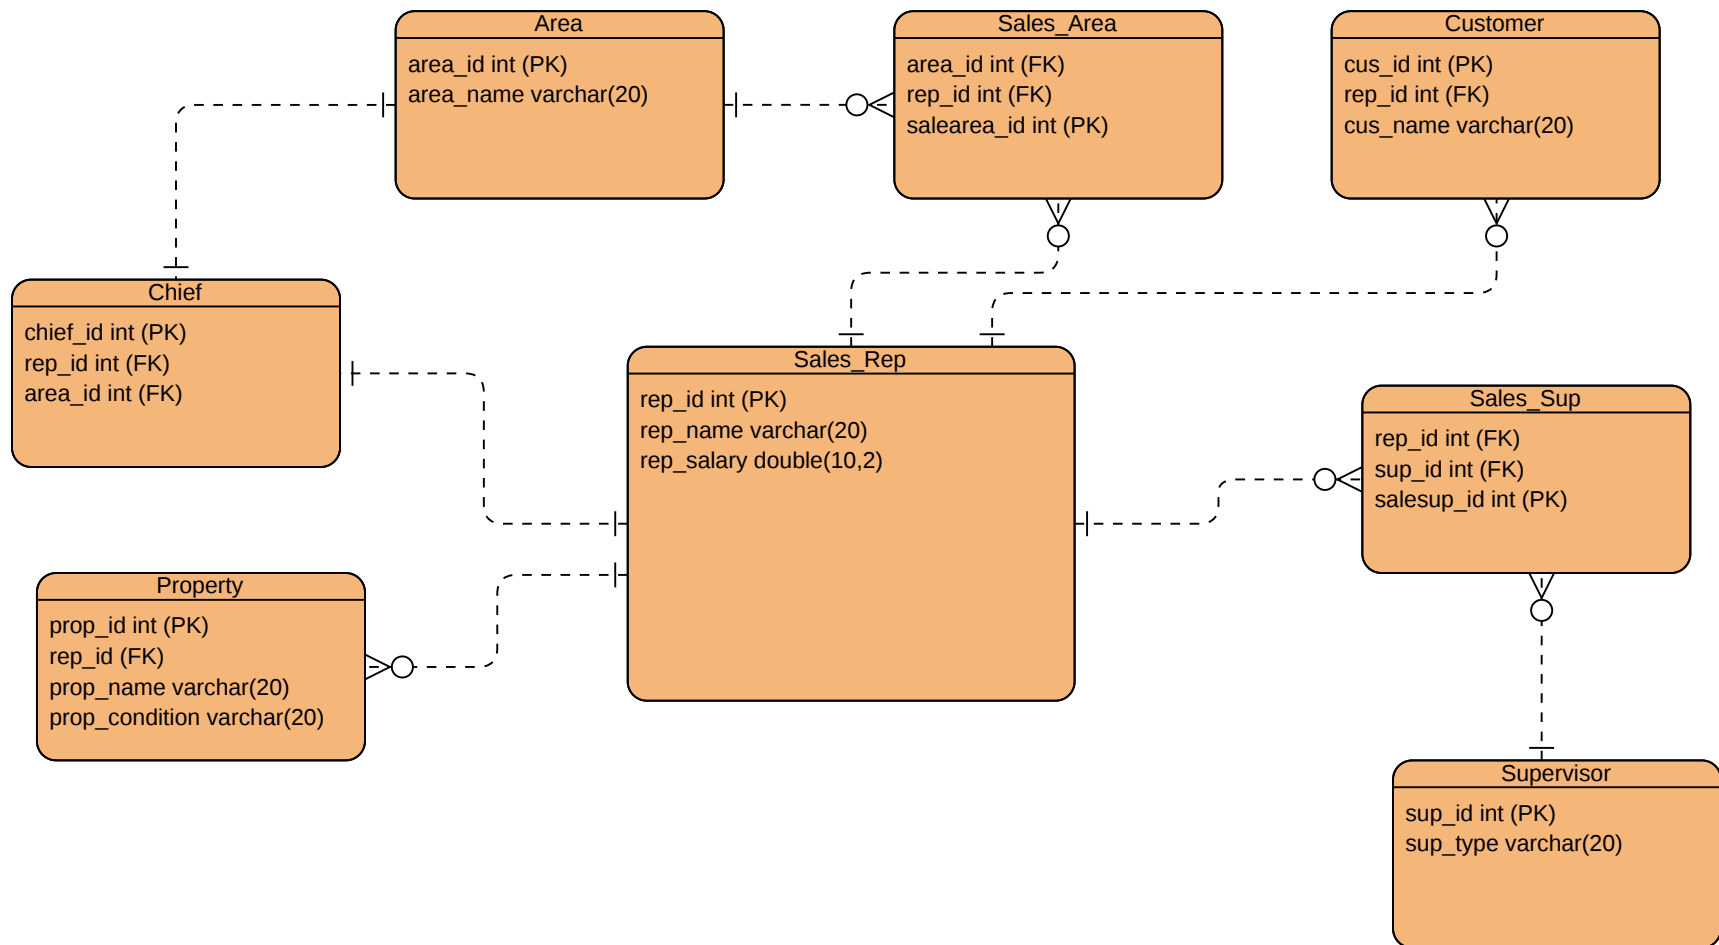 Area
area_id int (PK)
area_name varchar(20)
Sales_Area
area_id int (FK)
rep_id int (FK)
salearea_id int (PK)
Customer
cus_id int (PK)
rep_id int (FK)
cus_name varchar(20)
Chief
chief_id int (PK)
rep_id int (FK)
area_id int (FK)
Sales_Rep
rep_id int (PK)
rep_name varchar(20)
rep_salary double(10,2)
Sales_Sup
rep_id int (FK)
sup_id int (FK)
salesup_id int (PK)
Property
prop_id int (PK)
rep_id (FK)
prop_name varchar(20)
prop_condition varchar(20)
Supervisor
sup_id int (PK)
sup_type varchar(20)